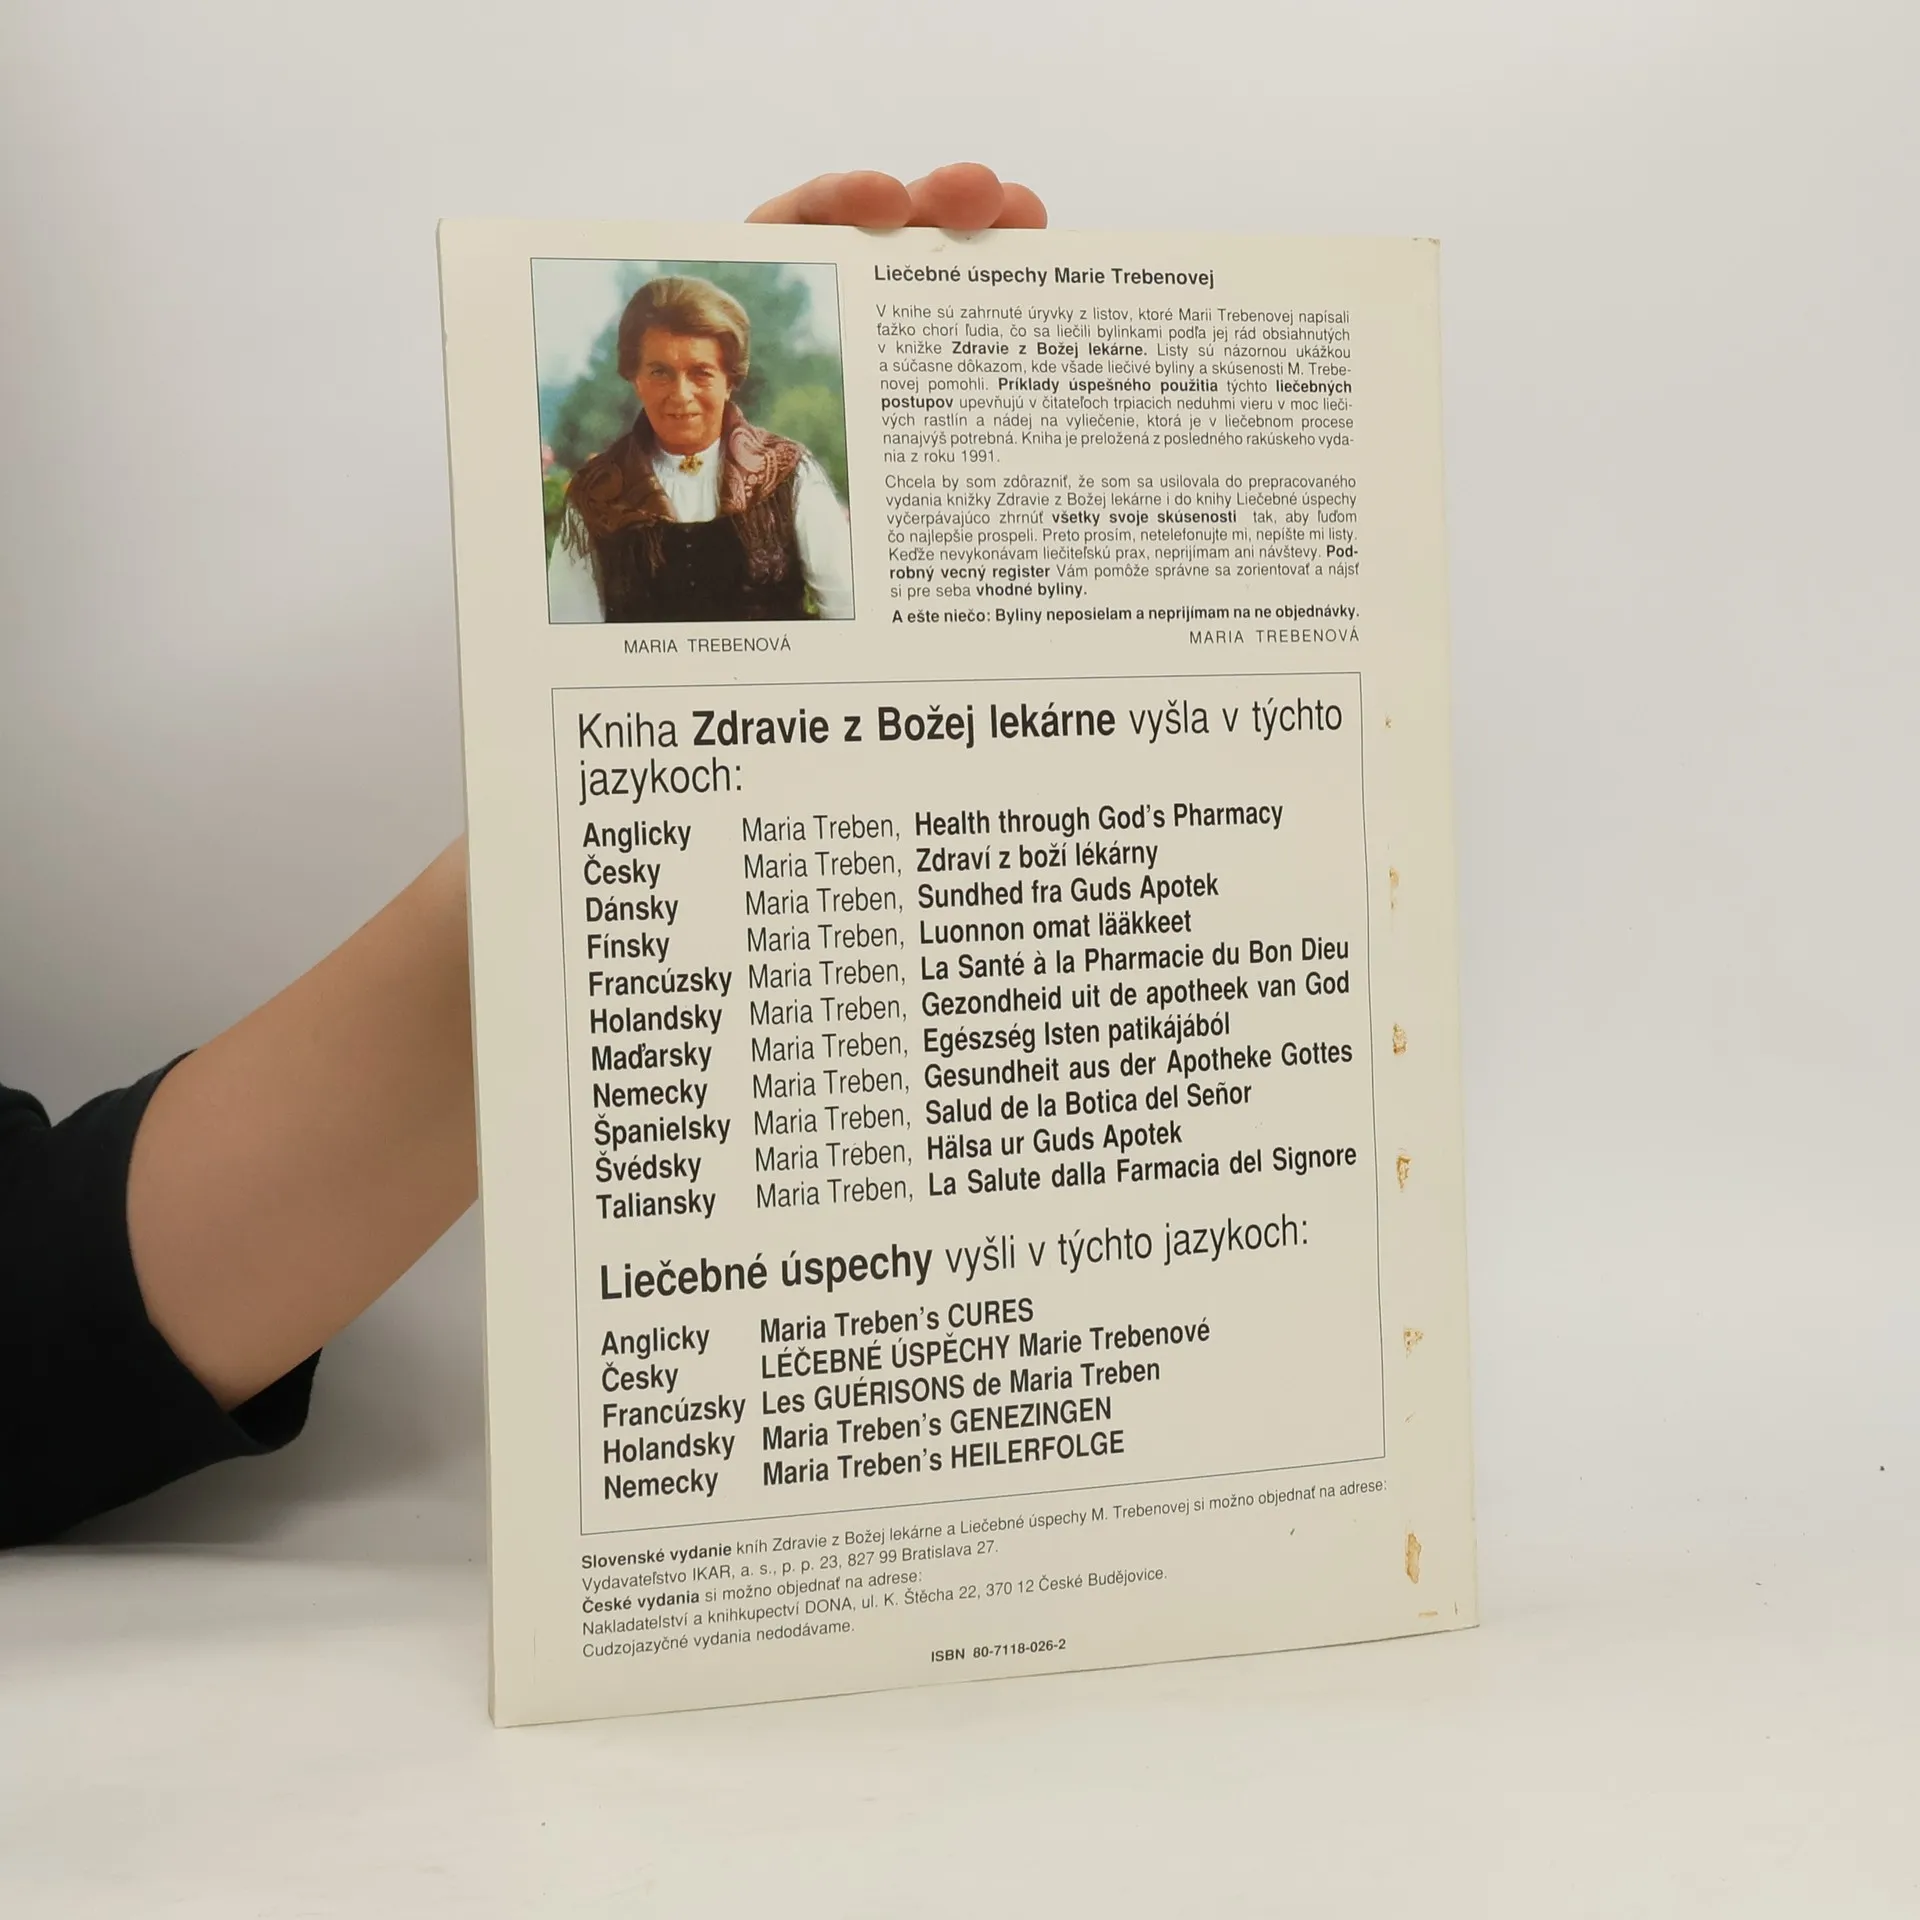 Liečebné úspechy Marie Trebenovej
V knihe sú zahrnuté úryvky z listov, ktoré Marii Trebenovej napísali
ťažko chorí ľudia, čo sa liečili bylinkami podľa jej rád obsiahnutých
v knižke Zdravie z Božej lekárne. Listy sú názornou ukážkou
a súčasne dôkazom, kde všade liečivé byliny a skúsenosti M. Trebe-
novej pomohli. Príklady úspešného použitia týchto liečebných
postupov upevňujú v čitateľoch trpiacich neduhmi vieru v moc lieči-
vých rastlín a nádej na vyliečenie, ktorá je v liečebnom procese
nanajvýš potrebná. Kniha je preložená z posledného rakúskeho vyda-
nia z roku 1991.
Chcela by som zdôrazniť, že som sa usilovala do prepracovaného
vydania knižky Zdravie z Božej lekárne i do knihy Liečebné úspechy
vyčerpávajúco zhrnúť všetky svoje skúsenosti tak, aby ľuďom
čo najlepšie prospeli. Preto prosím, netelefonujte mi, nepíšte mi listy.
Keďže nevykonávam liečiteľskú prax, neprijímam ani návštevy. Pod-
robný vecný register Vám pomôže správne sa zorientovať a nájsť
si pre seba vhodné byliny.
A ešte niečo: Byliny neposielam a neprijímam na ne objednávky.
MARIA TREBENOVÁ
MARIA TREBENOVÁ
Kniha Zdravie z Božej lekárne vyšla v týchto
jazykoch:
Anglicky Maria Treben, Health through God's Pharmacy
Česky Maria Treben, Zdraví z boží lékárny
Dánsky Maria Treben, Sundhed fra Guds Apotek
Fínsky Maria Treben, Luonnon omat lääkkeet
Francúzsky Maria Treben, La Santé à la Pharmacie du Bon Dieu
Holandsky Maria Treben, Gezondheid uit de apotheek van God
Maďarsky Maria Treben, Egészség Isten patikájából
Nemecky Maria Treben, Gesundheit aus der Apotheke Gottes
Španielsky Maria Treben, Salud de la Botica del Señor
Švédsky Maria Treben, Hälsa ur Guds Apotek
Taliansky Maria Treben, La Salute dalla Farmacia del Signore
Liečebné úspechy vyšli v týchto jazykoch:
Anglicky Maria Treben's CURES
Česky LÉČEBNÉ ÚSPĚCHY Marie Trebenové
Francúzsky Les GUÉRISONS de Maria Treben
Holandsky Maria Treben's GENEZINGEN
Nemecky Maria Treben's HEILERFOLGE
Slovenské vydanie kníh Zdravie z Božej lekárne a Liečebné úspechy M. Trebenovej si možno objednať na adrese:
Vydavateľstvo IKAR, a. s., p. p. 23, 827 99 Bratislava 27.
České vydania si možno objednať na adrese:
Nakladatelství a knihkupectví DONA, ul. K. Štěcha 22, 370 12 České Budějovice.
Cudzojazyčné vydania nedodávame.
ISBN 80-7118-026-2